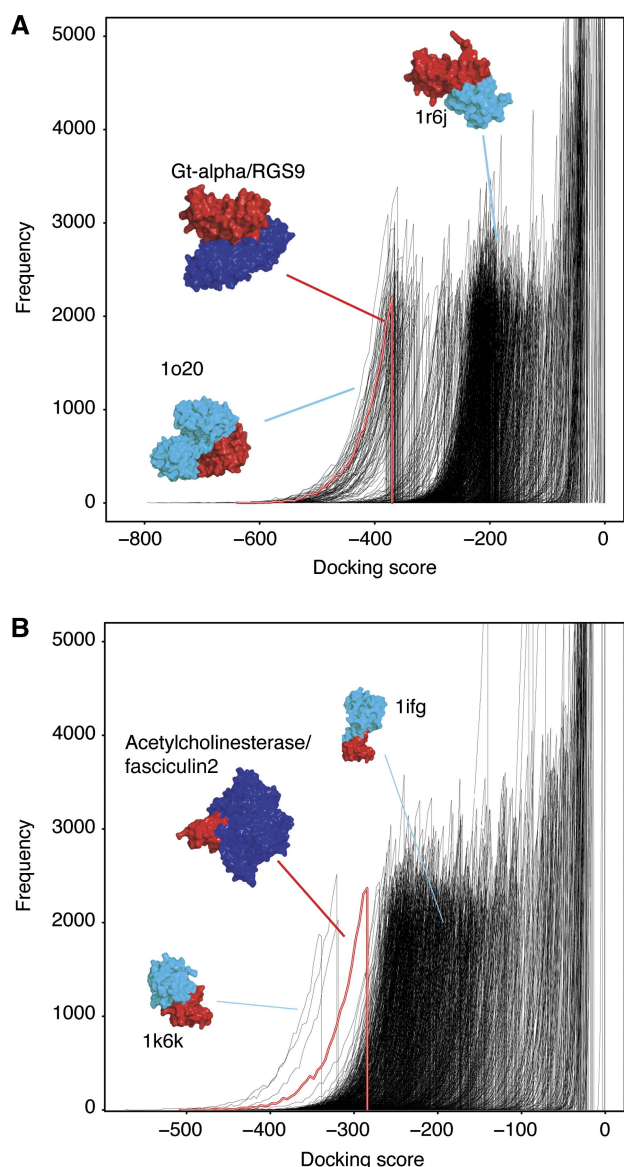 A
5000
4000
3000
2000
1000
0
Frequency
1r6j
Gt-alpha/RGS9
1o20
−800
−600
−400
−200
0
Docking score
B
5000
4000
3000
2000
1000
0
Frequency
1ifg
Acetylcholinesterase/
fasciculin2
1k6k
−500
−400
−300
−200
−100
0
Docking score